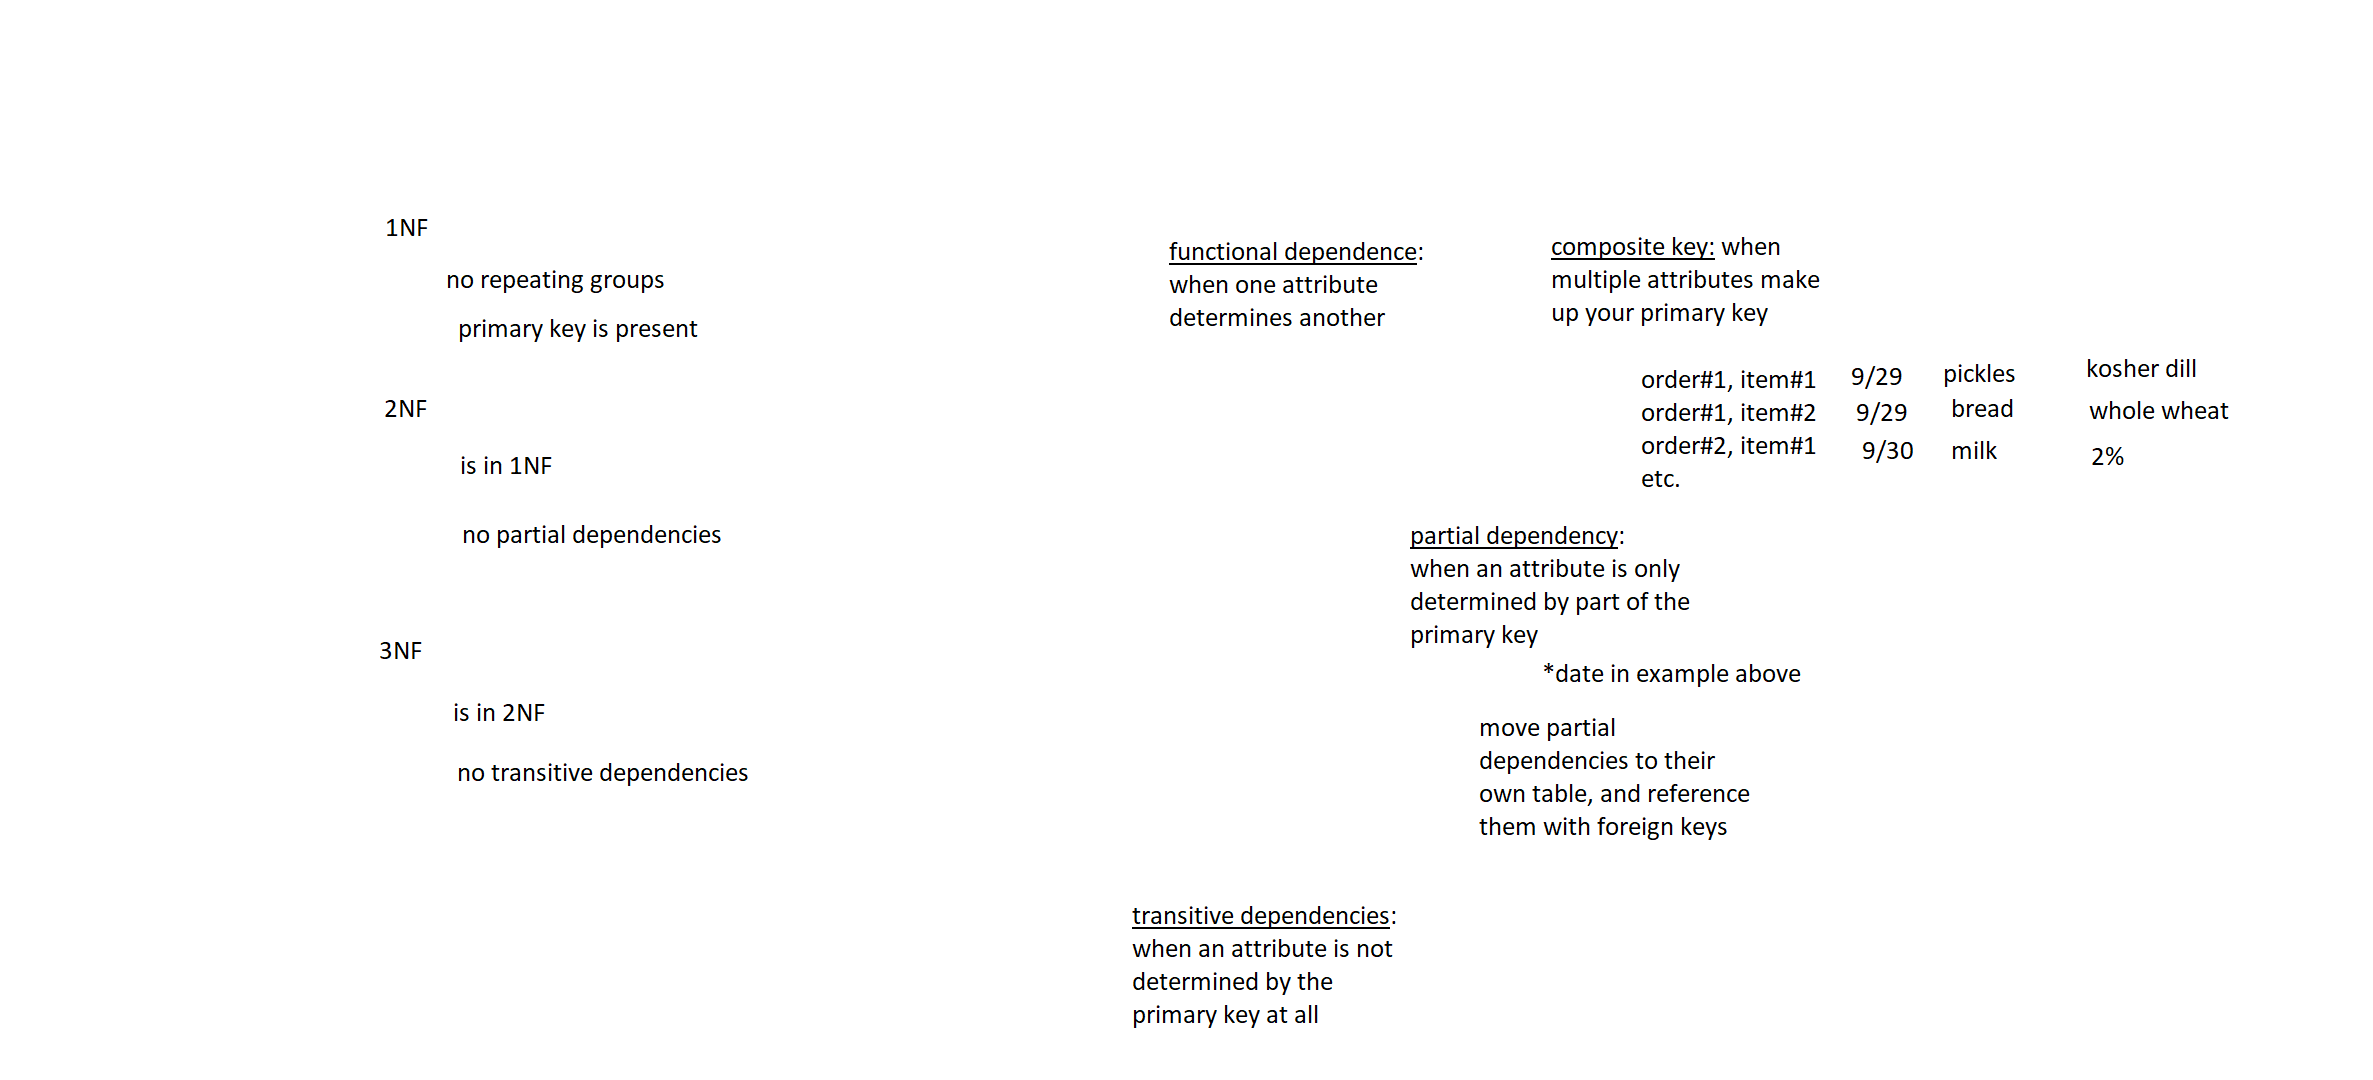 1NF
no repeating groups
primary key is present
2NF
is in 1NF
no partial dependencies
3NF
is in 2NF
no transitive dependencies
functional dependence:
when one attribute
determines another
composite key: when
multiple attributes make
up your primary key
order#1, item#1 9/29 pickles kosher dill
order#1, item#2 9/29 bread whole wheat
order#2, item#1 9/30 milk 2%
etc.
partial dependency:
when an attribute is only
determined by part of the
primary key
*date in example above
move partial
dependencies to their
own table, and reference
them with foreign keys
transitive dependencies:
when an attribute is not
determined by the
primary key at all